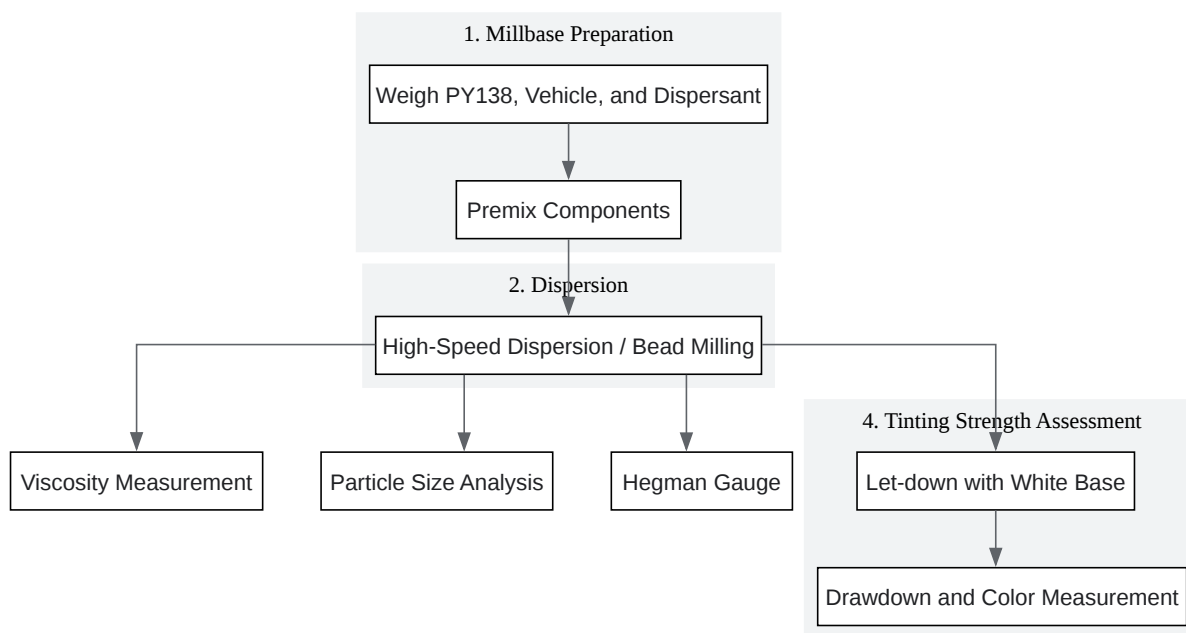 1. Millbase Preparation
Weigh PY138, Vehicle, and Dispersant
Premix Components
2. Dispersion
High-Speed Dispersion / Bead Milling
4. Tinting Strength Assessment
Viscosity Measurement
Particle Size Analysis
Hegman Gauge
Let-down with White Base
Drawdown and Color Measurement